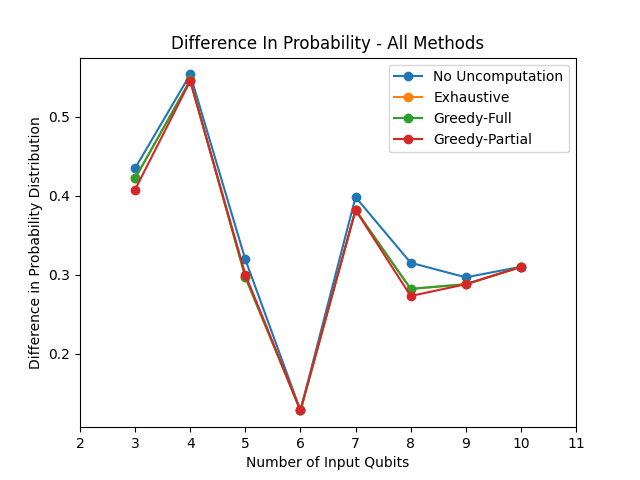 Difference In Probability - All Methods
No Uncomputation
Exhaustive
Greedy-Full
Greedy-Partial
Difference in Probability Distribution
0.5
0.4
0.3
0.2
2 3 4 5 6 7 8 9 10 11
Number of Input Qubits